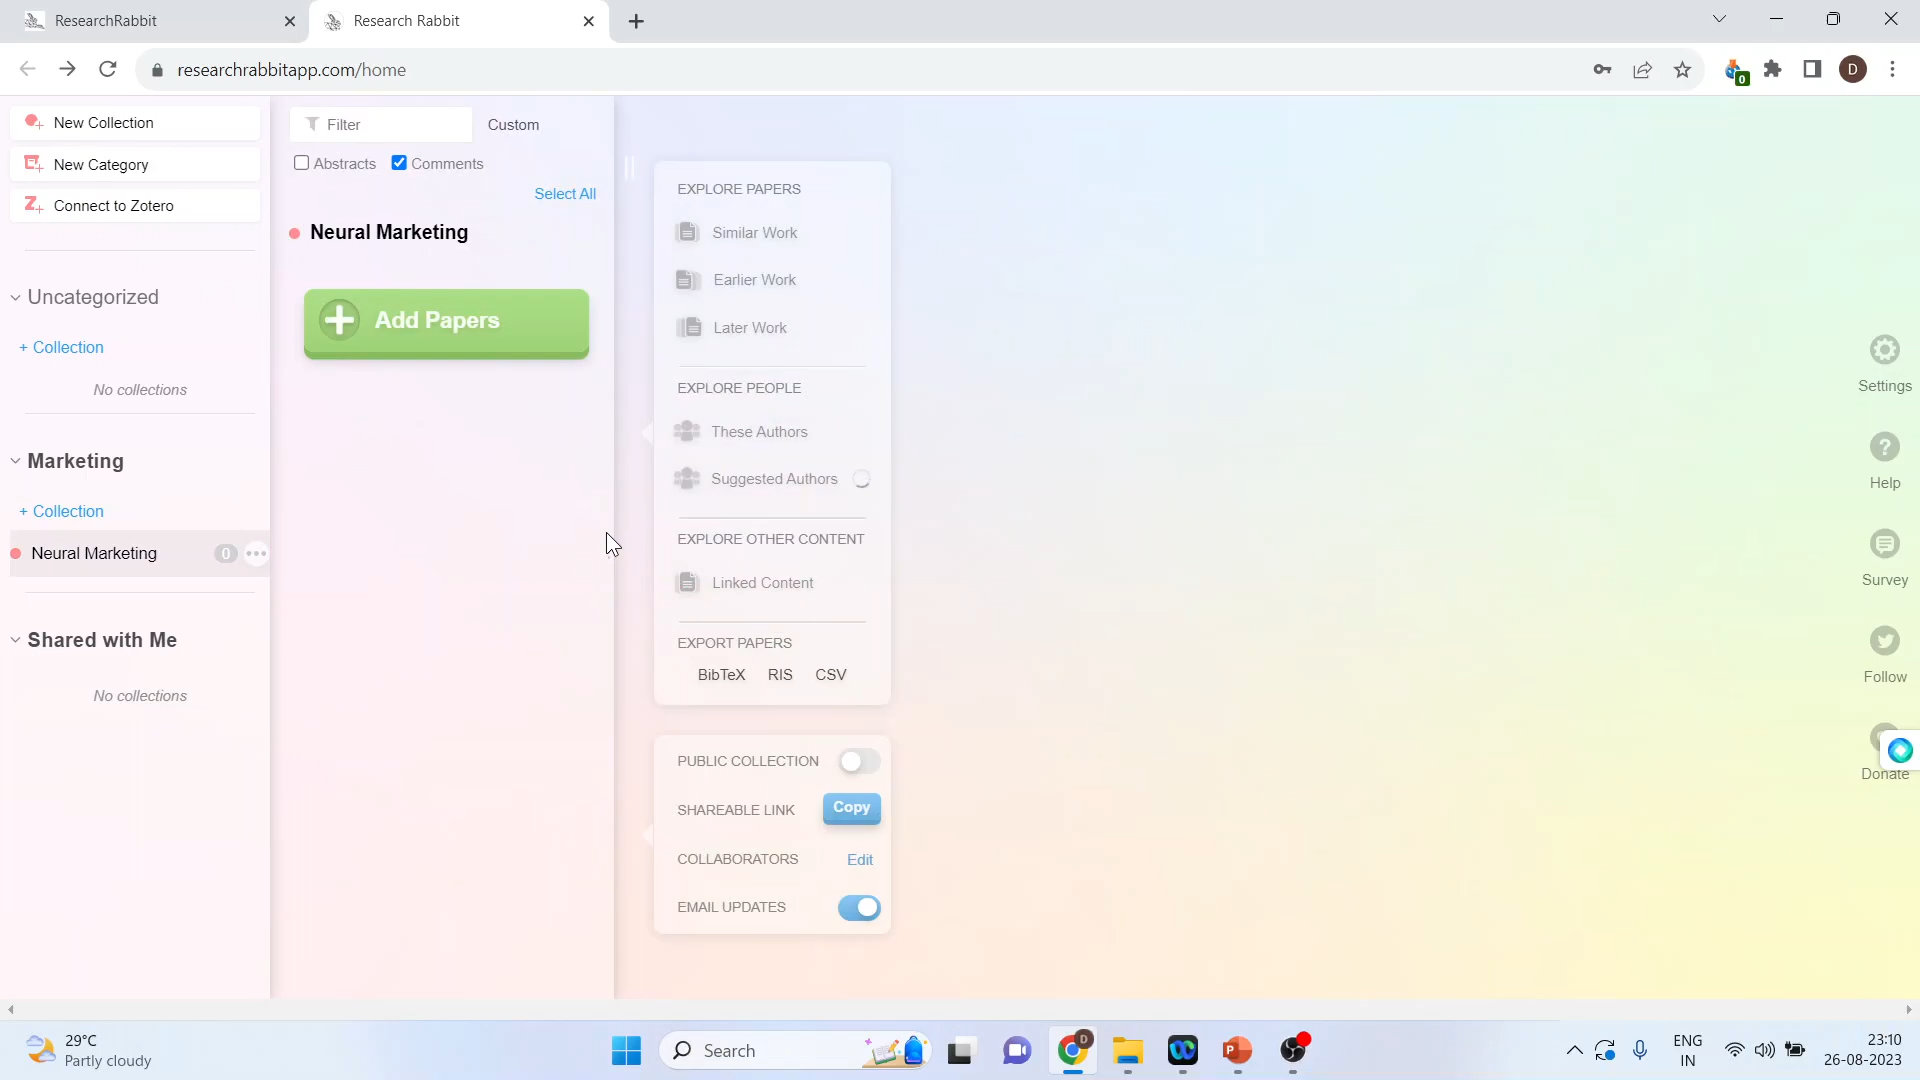 ResearchRabbit
Research Rabbit
researchrabbitapp.com/home
0
D
New Collection
New Category
Connect to Zotero
Uncategorized
+ Collection
No collections
Marketing
+ Collection
Neural Marketing 0
Shared with Me
No collections
Filter
Custom
Abstracts
Comments
Select All
Neural Marketing
Add Papers
EXPLORE PAPERS
Similar Work
Earlier Work
Later Work
EXPLORE PEOPLE
These Authors
Suggested Authors
EXPLORE OTHER CONTENT
Linked Content
EXPORT PAPERS
BibTeX RIS CSV
PUBLIC COLLECTION
SHAREABLE LINK Copy
COLLABORATORS Edit
EMAIL UPDATES
Settings
Help
Survey
Follow
Donate
29°C
Partly cloudy
Search
D
P
ENG
IN
23:10
26-08-2023